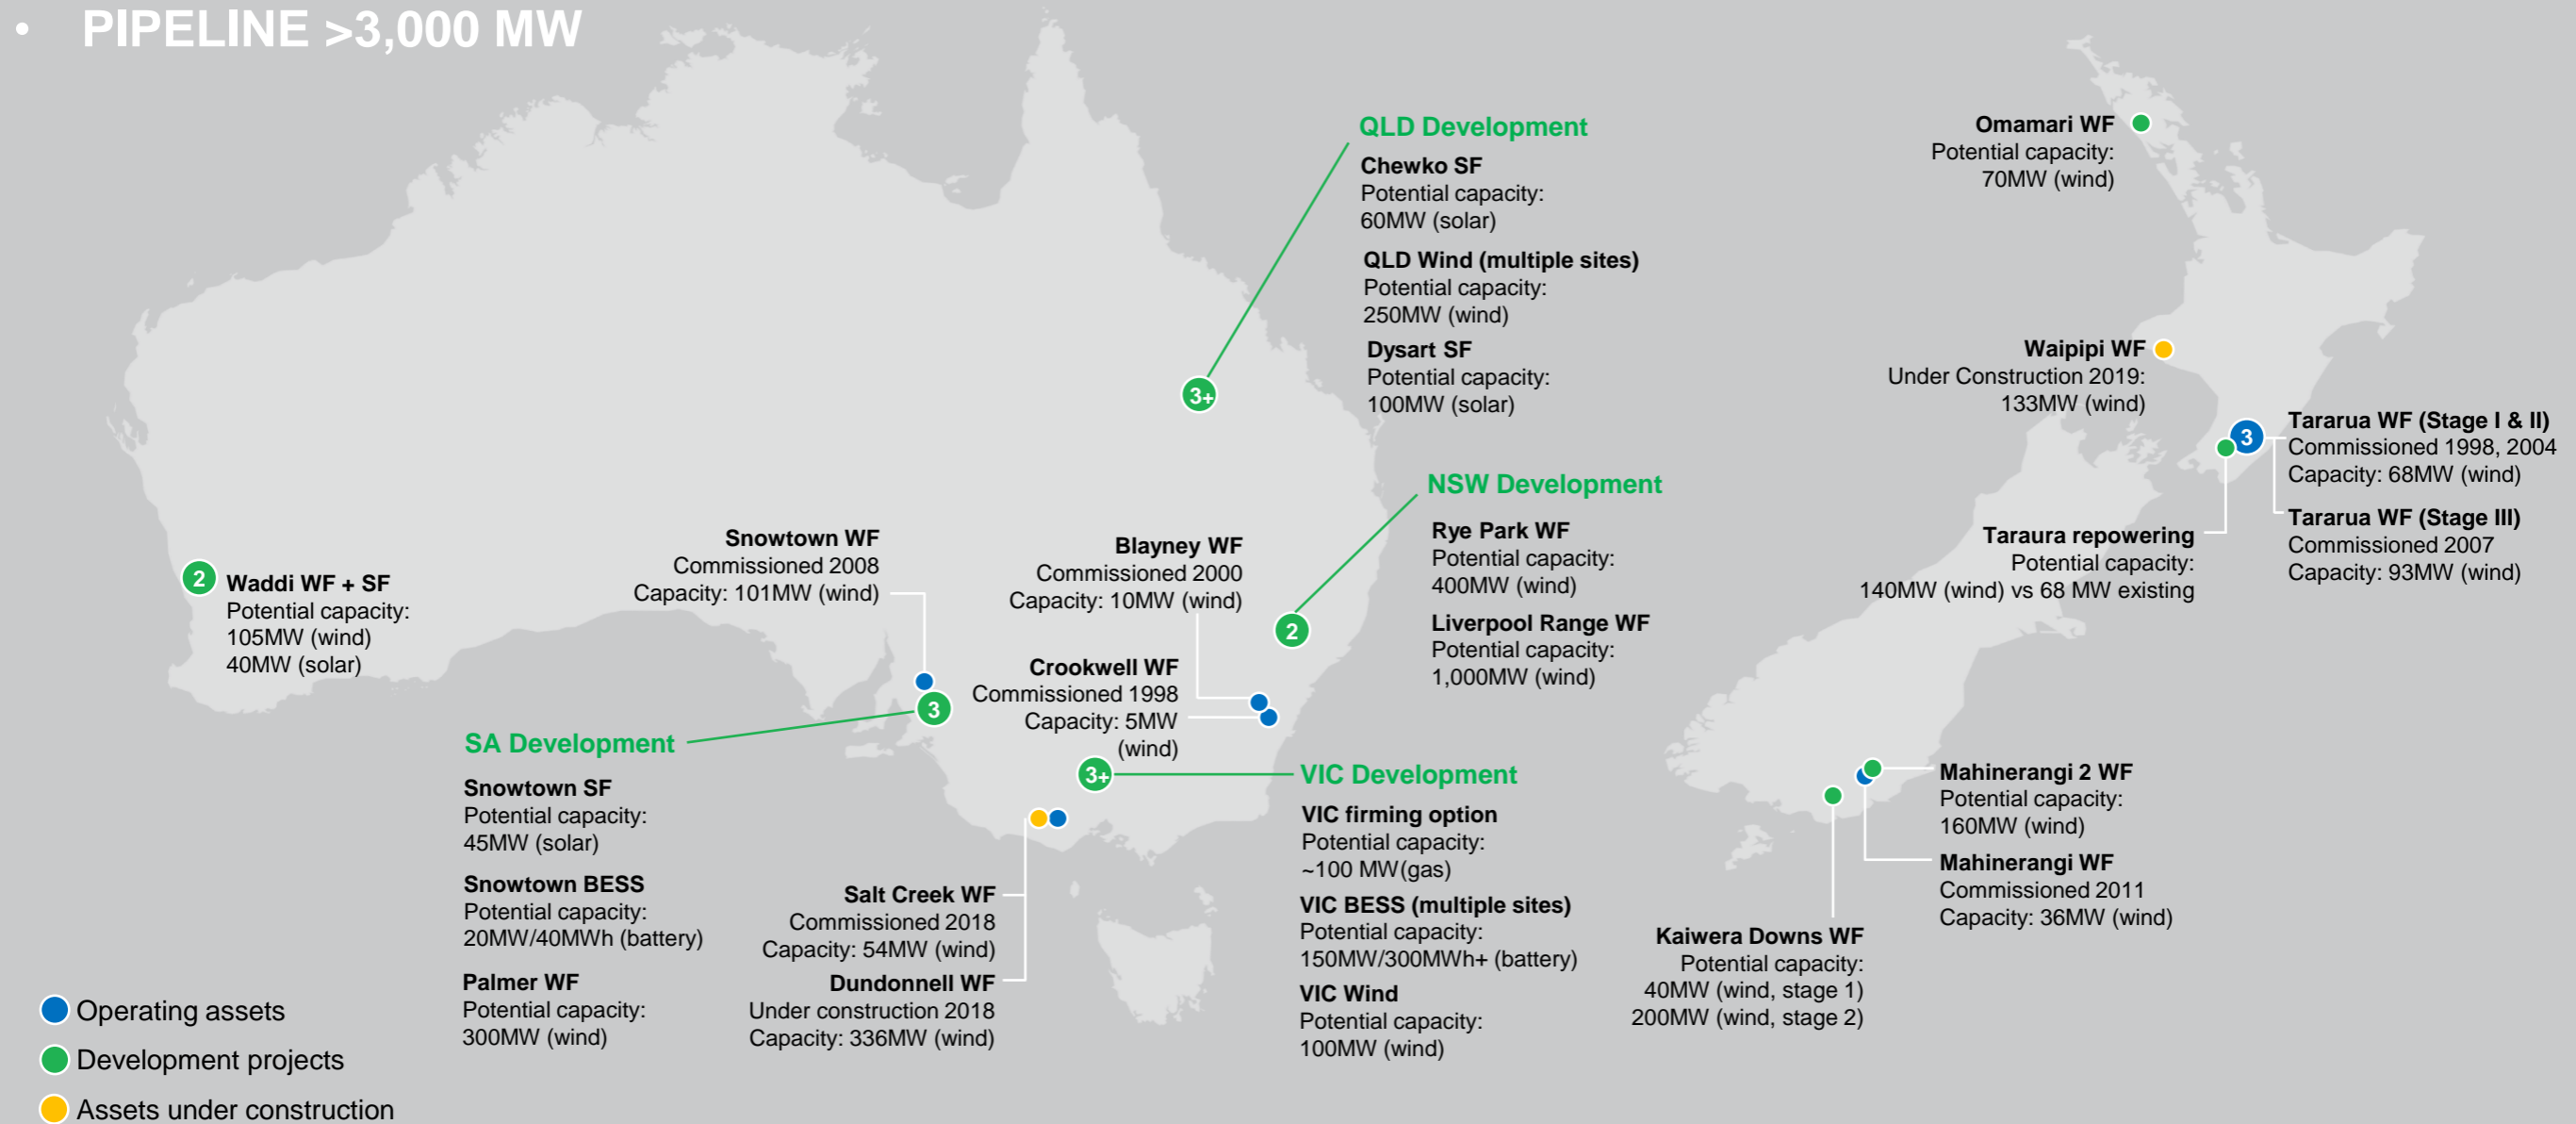 • PIPELINE >3,000 MW
QLD Development
Chewko SF
Potential capacity:
60MW (solar)
QLD Wind (multiple sites)
Potential capacity:
250MW (wind)
Dysart SF
Potential capacity:
100MW (solar)
3+
Omamari WF
Potential capacity:
70MW (wind)
Waipipi WF
Under Construction 2019:
133MW (wind)
3
Tararua WF (Stage I & II)
Commissioned 1998, 2004
Capacity: 68MW (wind)
Tararua WF (Stage III)
Commissioned 2007
Capacity: 93MW (wind)
Taraura repowering
Potential capacity:
140MW (wind) vs 68 MW existing
NSW Development
Rye Park WF
Potential capacity:
400MW (wind)
Liverpool Range WF
Potential capacity:
1,000MW (wind)
2
2
Waddi WF + SF
Potential capacity:
105MW (wind)
40MW (solar)
Snowtown WF
Commissioned 2008
Capacity: 101MW (wind)
Blayney WF
Commissioned 2000
Capacity: 10MW (wind)
Crookwell WF
Commissioned 1998
Capacity: 5MW
(wind)
3
SA Development
Snowtown SF
Potential capacity:
45MW (solar)
Snowtown BESS
Potential capacity:
20MW/40MWh (battery)
Palmer WF
Potential capacity:
300MW (wind)
3+
VIC Development
VIC firming option
Potential capacity:
~100 MW(gas)
VIC BESS (multiple sites)
Potential capacity:
150MW/300MWh+ (battery)
VIC Wind
Potential capacity:
100MW (wind)
Salt Creek WF
Commissioned 2018
Capacity: 54MW (wind)
Dundonnell WF
Under construction 2018
Capacity: 336MW (wind)
Mahinerangi 2 WF
Potential capacity:
160MW (wind)
Mahinerangi WF
Commissioned 2011
Capacity: 36MW (wind)
Kaiwera Downs WF
Potential capacity:
40MW (wind, stage 1)
200MW (wind, stage 2)
Operating assets
Development projects
Assets under construction